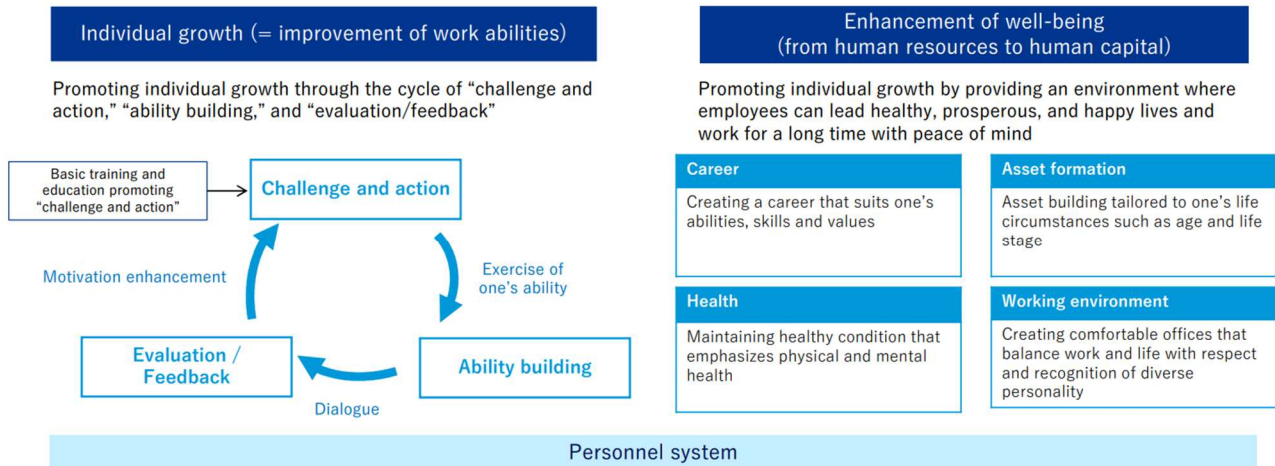 Individual growth (= improvement of work abilities)
Promoting individual growth through the cycle of “challenge and
action,” “ability building,” and “evaluation/feedback”
Basic training and
education promoting
“challenge and action”
Challenge and action
Motivation enhancement
Exercise of
one’s ability
Evaluation /
Feedback
Ability building
Dialogue
Enhancement of well-being
(from human resources to human capital)
Promoting individual growth by providing an environment where
employees can lead healthy, prosperous, and happy lives and
work for a long time with peace of mind
Career
Creating a career that suits one’s
abilities, skills and values
Asset formation
Asset building tailored to one’s life
circumstances such as age and life
stage
Health
Maintaining healthy condition that
emphasizes physical and mental
health
Working environment
Creating comfortable offices that
balance work and life with respect
and recognition of diverse
personality
Personnel system